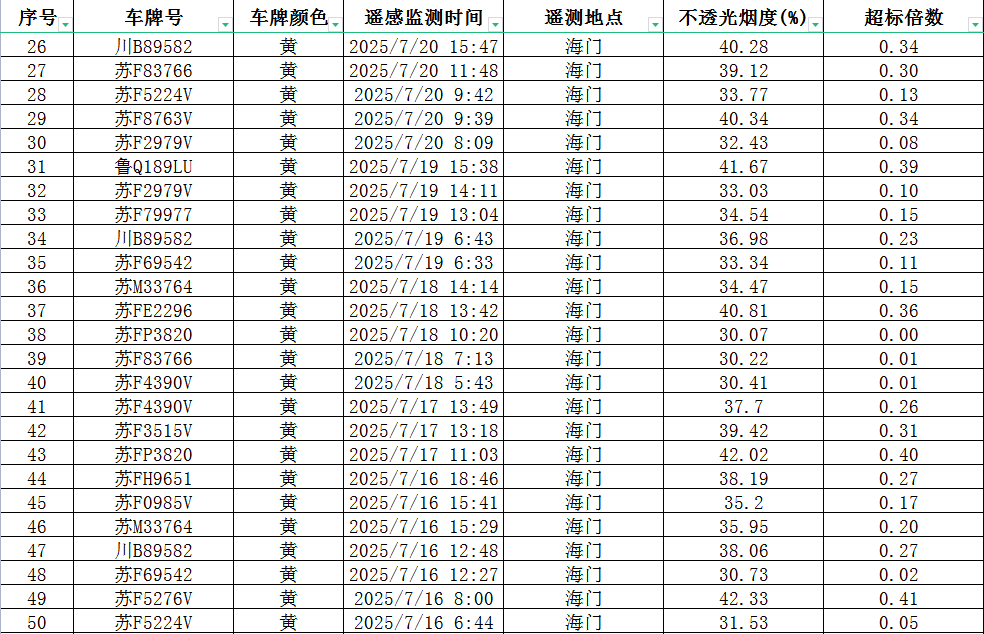 序号 车牌号 车牌颜色 遥感监测时间 遥测地点 不透光烟度(%) 超标倍数
26 川B89582 黄 2025/7/20 15:47 海门 40.28 0.34
27 苏F83766 黄 2025/7/20 11:48 海门 39.12 0.30
28 苏F5224V 黄 2025/7/20 9:42 海门 33.77 0.13
29 苏F8763V 黄 2025/7/20 9:39 海门 40.34 0.34
30 苏F2979V 黄 2025/7/20 8:09 海门 32.43 0.08
31 鲁Q189LU 黄 2025/7/19 15:38 海门 41.67 0.39
32 苏F2979V 黄 2025/7/19 14:11 海门 33.03 0.10
33 苏F79977 黄 2025/7/19 13:04 海门 34.54 0.15
34 川B89582 黄 2025/7/19 6:43 海门 36.98 0.23
35 苏F69542 黄 2025/7/19 6:33 海门 33.34 0.11
36 苏M33764 黄 2025/7/18 14:14 海门 34.47 0.15
37 苏FE2296 黄 2025/7/18 13:42 海门 40.81 0.36
38 苏FP3820 黄 2025/7/18 10:20 海门 30.07 0.00
39 苏F83766 黄 2025/7/18 7:13 海门 30.22 0.01
40 苏F4390V 黄 2025/7/18 5:43 海门 30.41 0.01
41 苏F4390V 黄 2025/7/17 13:49 海门 37.7 0.26
42 苏F3515V 黄 2025/7/17 13:18 海门 39.42 0.31
43 苏FP3820 黄 2025/7/17 11:03 海门 42.02 0.40
44 苏FH9651 黄 2025/7/16 18:46 海门 38.19 0.27
45 苏F0985V 黄 2025/7/16 15:41 海门 35.2 0.17
46 苏M33764 黄 2025/7/16 15:29 海门 35.95 0.20
47 川B89582 黄 2025/7/16 12:48 海门 38.06 0.27
48 苏F69542 黄 2025/7/16 12:27 海门 30.73 0.02
49 苏F5276V 黄 2025/7/16 8:00 海门 42.33 0.41
50 苏F5224V 黄 2025/7/16 6:44 海门 31.53 0.05